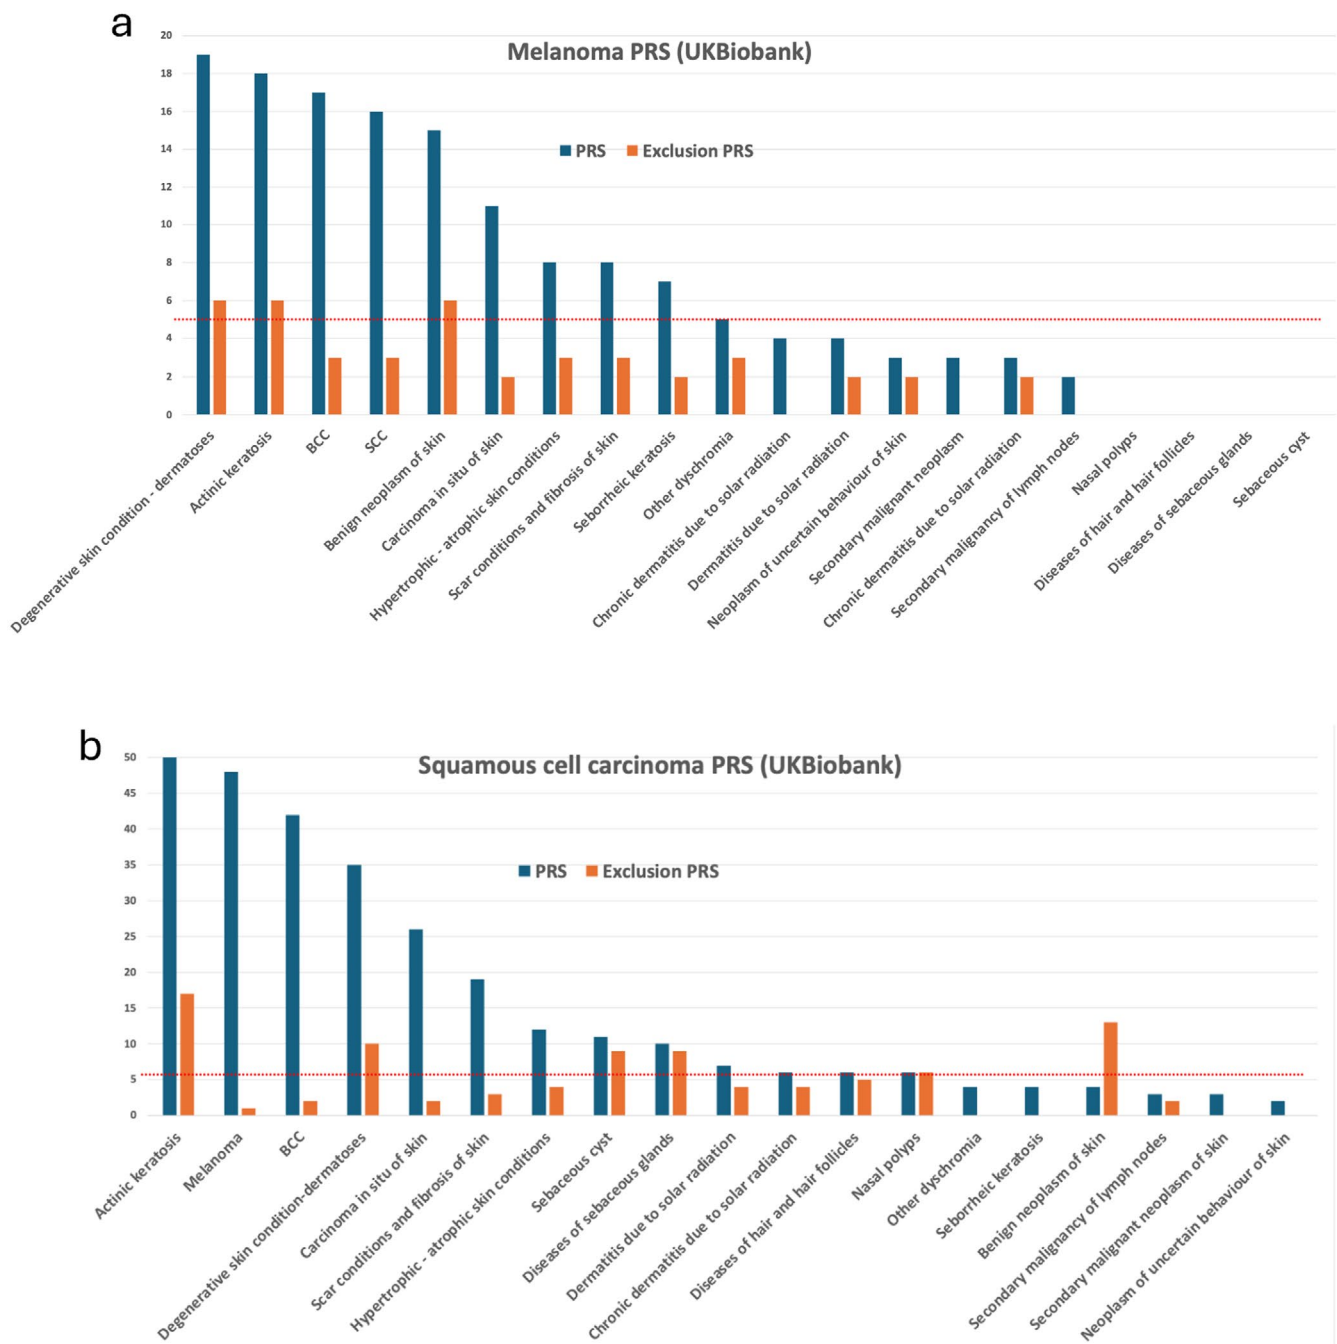 a
Melanoma PRS (UKBiobank)
PRS
Exclusion PRS
20
18
16
14
12
10
8
6
4
2
0
Degenerative skin condition - dermatoses
Actinic keratosis
BCC
SCC
Benign neoplasm of skin
Carcinoma in situ of skin
Hypertrophic - atrophic skin conditions
Scar conditions and fibrosis of skin
Seborheic keratosis
Other dyschromia
Chronic dermatitis due to solar radiation
Dermatitis due to solar radiation
Neoplasm of uncertain behaviour of skin
Secondary malignant neoplasm
Chronic dermatitis due to solar radiation
Secondary malignancy of lymph nodes
Nasal polyps
Diseases of hair and hair follicles
Diseases of sebaceous glands
Sebaceous cyst
b
Squamous cell carcinoma PRS (UKBiobank)
PRS
Exclusion PRS
50
45
40
35
30
25
20
15
10
5
0
Actinic keratosis
Melanoma
BCC
Degenerative skin condition-dermatoses
Carcinoma in situ of skin
Scar conditions and fibrosis of skin
Hypertrophic - atrophic skin conditions
Sebaceous cyst
Diseases of sebaceous glands
Dermatitis due to solar radiation
Chronic dermatitis due to solar radiation
Diseases of hair and hair follicles
Nasal polyps
Other dyschromia
Seborrheic keratosis
Benign neoplasm of skin
Secondary malignancy of lymph nodes
Secondary malignant neoplasm of skin
Neoplasm of uncertain behaviour of skin